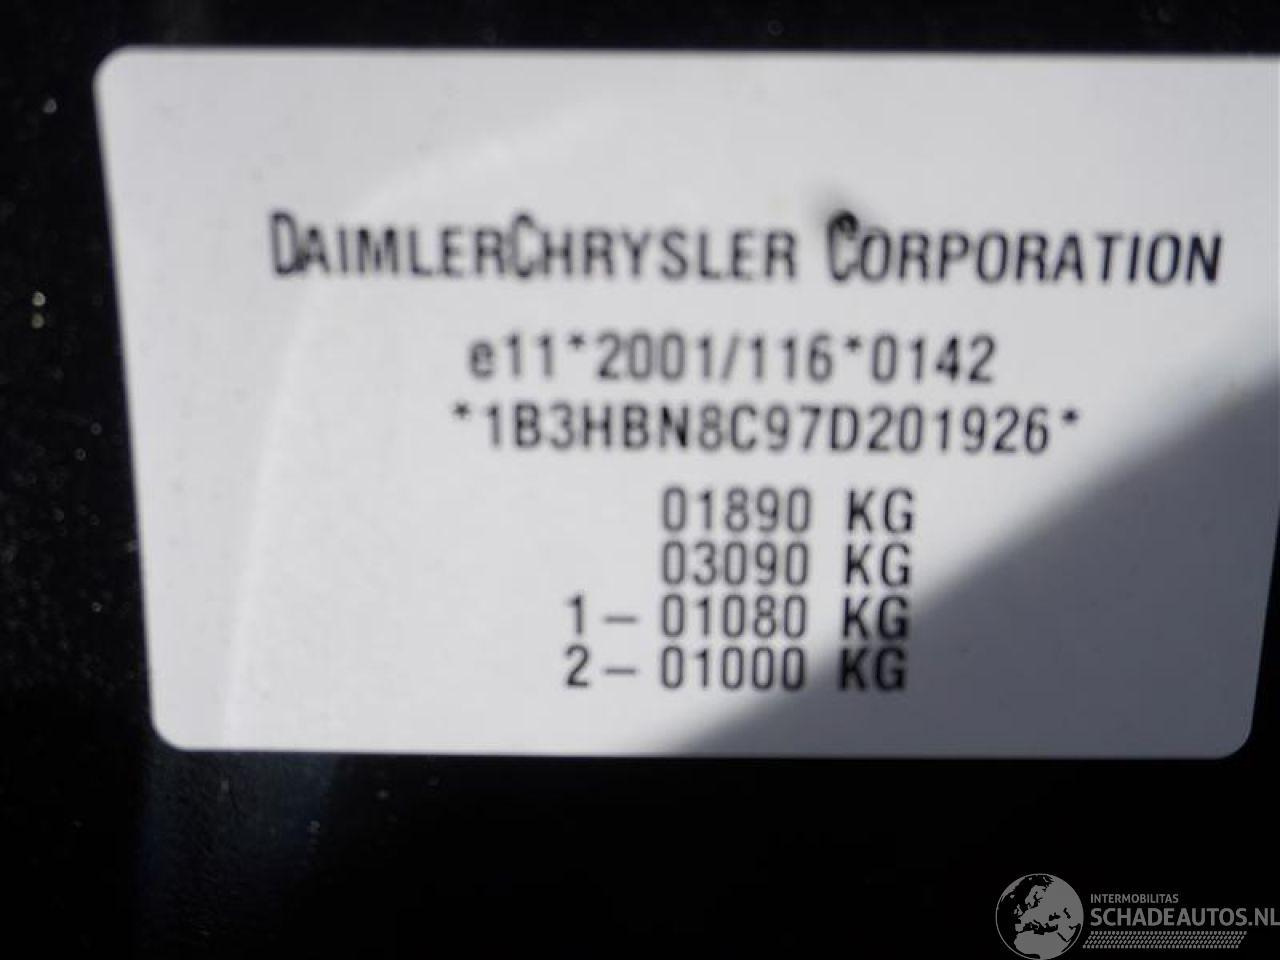 DAIMLERCHRYSLER CORPORATION
e11*2001/116*0142
*1B3HBN8C97D201926*
01890 KG
03090 KG
1– 01080 KG
2– 01000 KG
INTERMOBILITAS
SCHADEAUTOS.NL